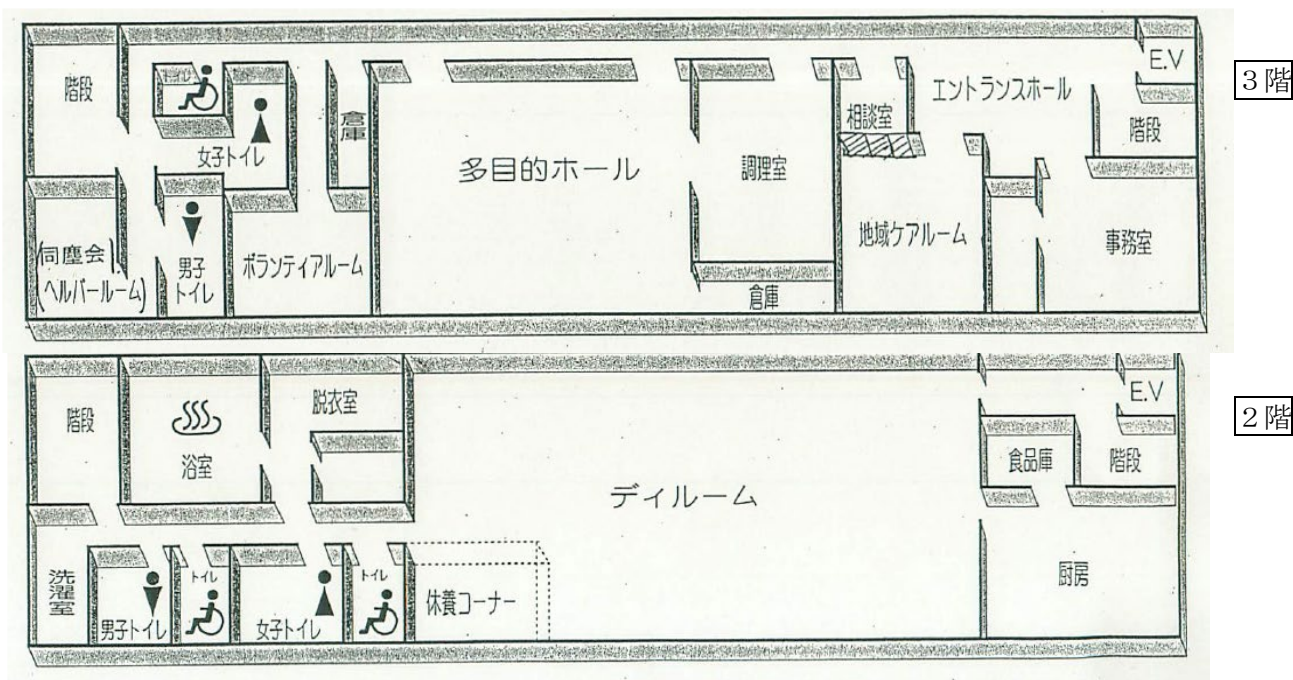 ３階
階段
トイレ
女子トイレ
倉庫
多目的ホール
調理室
相談室
エントランスホール
E.V
階段
(同塵会)
(ヘルパールーム)
男子
トイレ
ボランティアルーム
倉庫
地域ケアルーム
事務室
２階
階段
浴室
脱衣室
ディルーム
E.V
食品庫
階段
洗濯室
男子トイレ
トイレ
女子トイレ
トイレ
休養コーナー
厨房